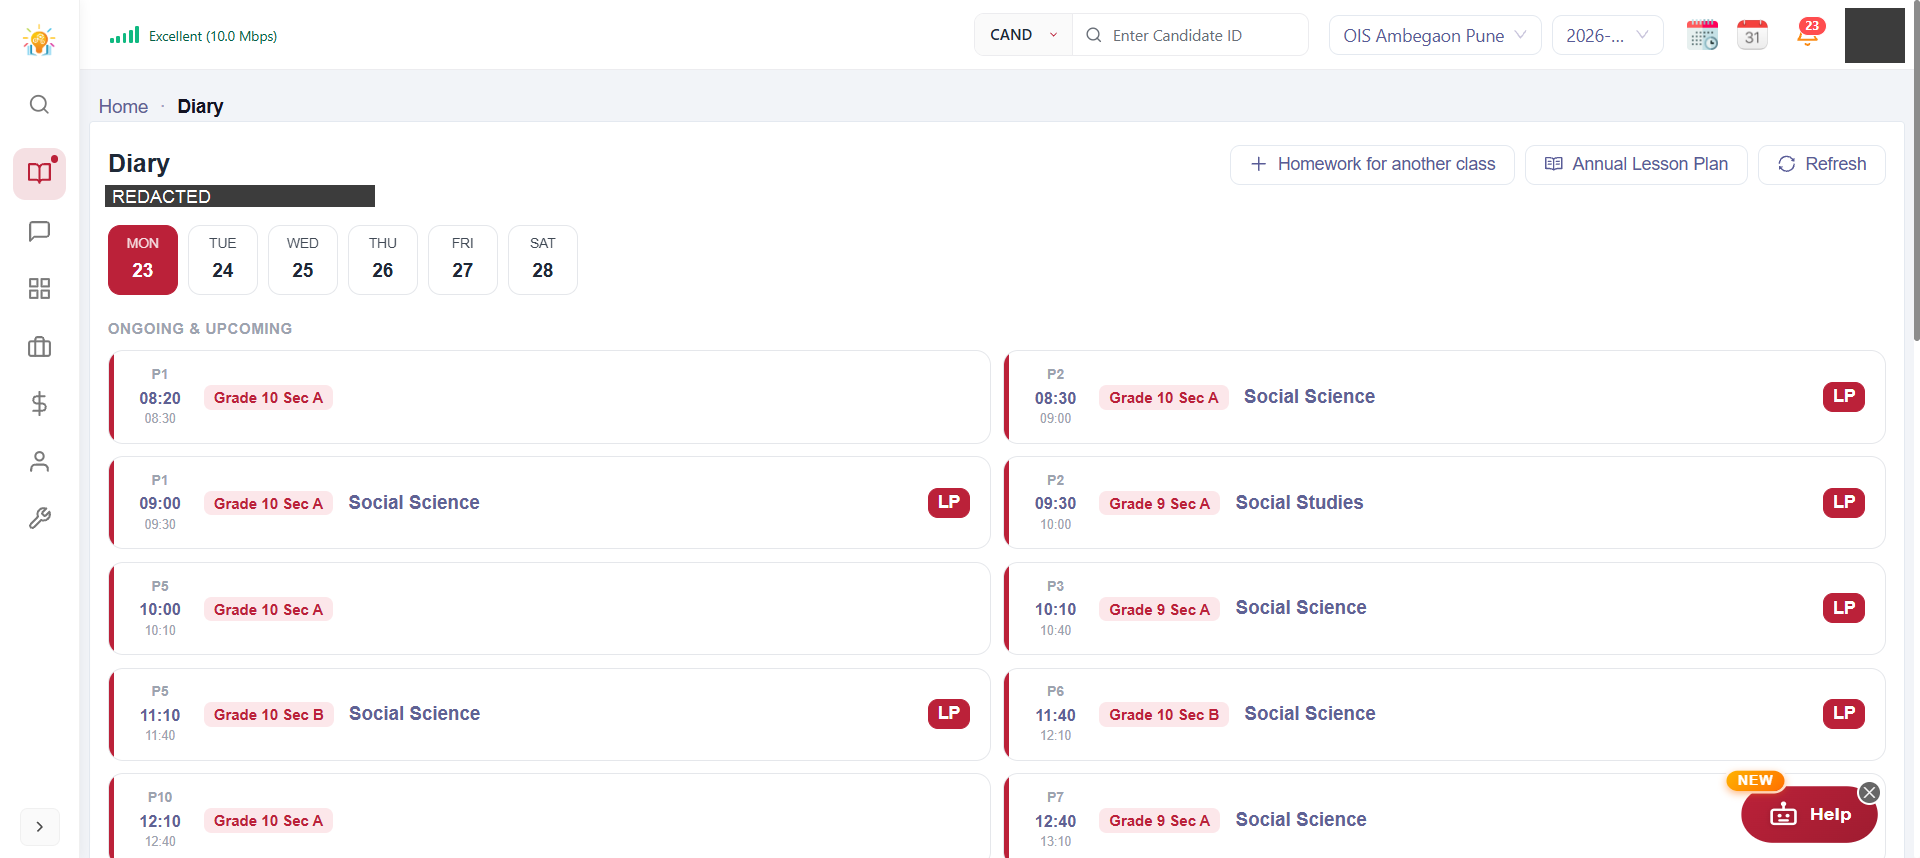 Excellent (10.0 Mbps)
CAND
Enter Candidate ID
OIS Ambegaon Pune
2026-...
31
23
Home · Diary
Diary
+ Homework for another class
Annual Lesson Plan
Refresh
REDACTED
MON
23
TUE
24
WED
25
THU
26
FRI
27
SAT
28
ONGOING & UPCOMING
P1
08:20
08:30
Grade 10 Sec A
P2
08:30
09:00
Grade 10 Sec A
Social Science
LP
P1
09:00
09:30
Grade 10 Sec A
Social Science
LP
P2
09:30
10:00
Grade 9 Sec A
Social Studies
LP
P5
10:00
10:10
Grade 10 Sec A
P3
10:10
10:40
Grade 9 Sec A
Social Science
LP
P5
11:10
11:40
Grade 10 Sec B
Social Science
LP
P6
11:40
12:10
Grade 10 Sec B
Social Science
LP
P10
12:10
12:40
Grade 10 Sec A
P7
12:40
13:10
Grade 9 Sec A
Social Science
NEW
Help